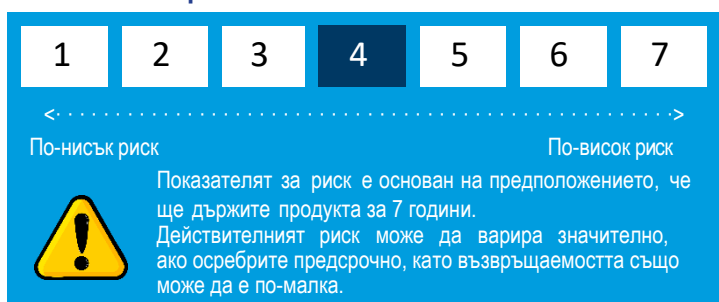 1 2 3 4 5 6 7
По-нисък риск По-висок риск
Показателят за риск е основан на предположението, че
ще държите продукта за 7 години.
Действителният риск може да варира значително,
ако осребрите предсрочно, като възвръщаемостта също
може да е по-малка.